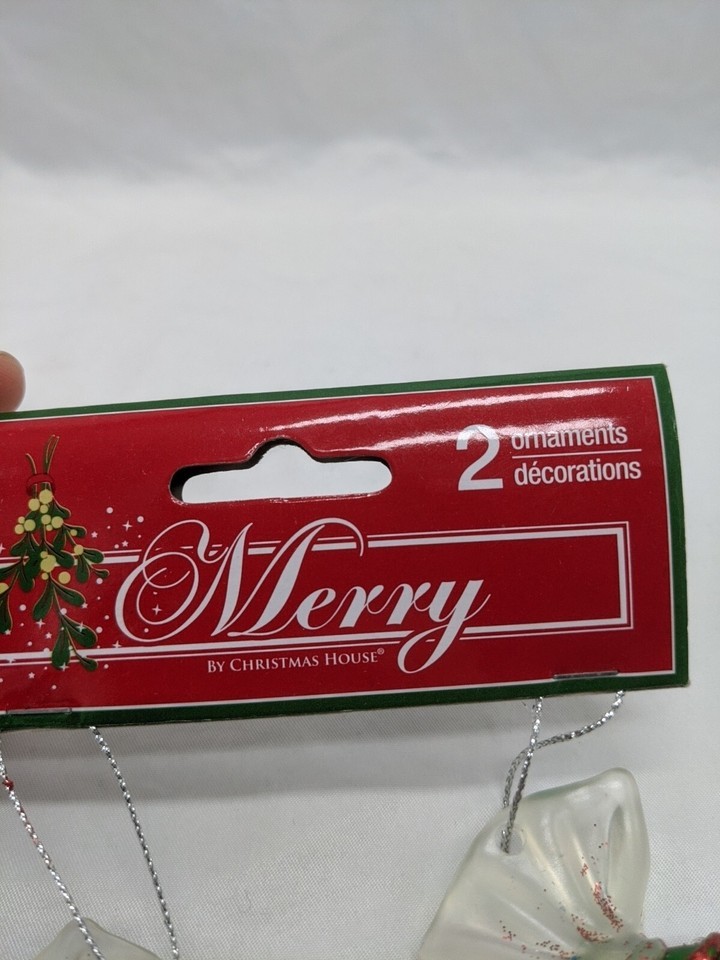 2 ornaments
décorations
Merry
BY CHRISTMAS HOUSE®